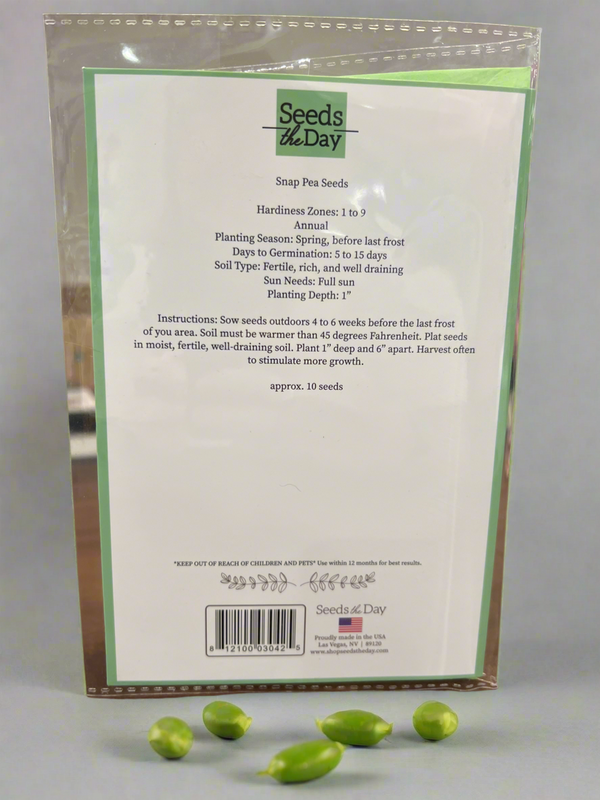 Seeds
the Day
Snap Pea Seeds
Hardiness Zones: 1 to 9
Annual
Planting Season: Spring, before last frost
Days to Germination: 5 to 15 days
Soil Type: Fertile, rich, and well draining
Sun Needs: Full sun
Planting Depth: 1”
Instructions: Sow seeds outdoors 4 to 6 weeks before the last frost
of you area. Soil must be warmer than 45 degrees Fahrenheit. Plat seeds
in moist, fertile, well-draining soil. Plant 1” deep and 6” apart. Harvest often
to stimulate more growth.
approx. 10 seeds
*KEEP OUT OF REACH OF CHILDREN AND PETS* Use within 12 months for best results.
Seeds the Day
Proudly made in the USA
Las Vegas, NV | 89120
www.shopseedstheday.com
8 12100 03042 5